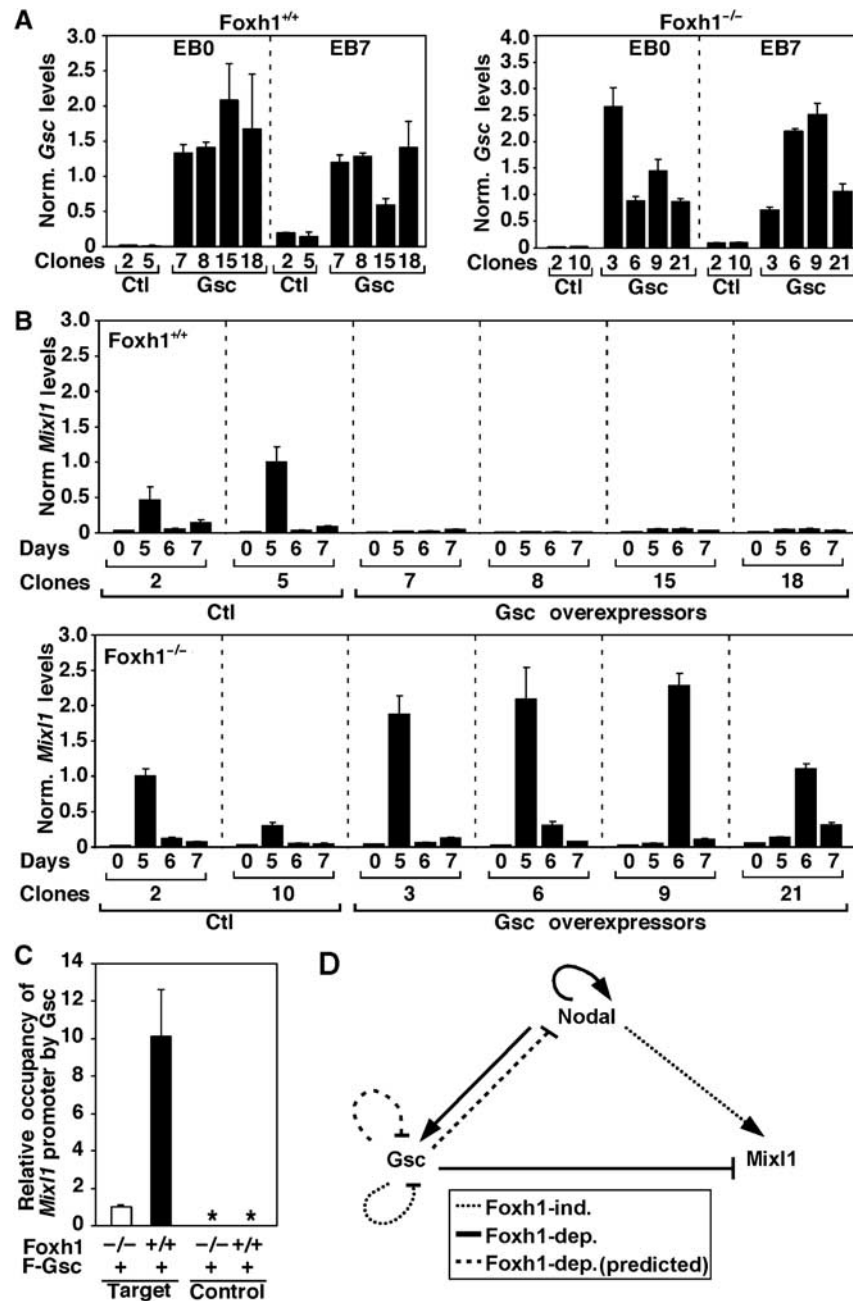 A
Foxh1+/+
EB0 EB7
Norm. Gsc levels
3.0
2.5
2.0
1.5
1.0
0.5
0
Clones 2 5 7 8 15 18 2 5 7 8 15 18
Ctl Gsc Ctl Gsc
Foxh1−/−
EB0 EB7
Norm. Gsc levels
4.0
3.5
3.0
2.5
2.0
1.5
1.0
0.5
0
2 10 3 6 9 21 2 10 3 6 9 21
Ctl Gsc Ctl Gsc
B
Foxh1+/+
Norm Mixl1 levels
3.0
2.5
2.0
1.5
1.0
0.5
0
Days 0 5 6 7 0 5 6 7 0 5 6 7 0 5 6 7 0 5 6 7 0 5 6 7
Clones 2 5 7 8 15 18
Ctl Gsc overexpressors
Foxh1−/−
Norm. Mixl1 levels
3.0
2.5
2.0
1.5
1.0
0.5
0
Days 0 5 6 7 0 5 6 7 0 5 6 7 0 5 6 7 0 5 6 7 0 5 6 7
Clones 2 10 3 6 9 21
Ctl Gsc overexpressors
C
Relative occupancy of
Mixl1 promoter by Gsc
14
12
10
8
6
4
2
0
* *
Foxh1 −/− +/+ −/− +/+
F-Gsc + + + +
Target Control
D
Nodal
Gsc
Mixl1
Foxh1-ind.
Foxh1-dep.
Foxh1-dep. (predicted)